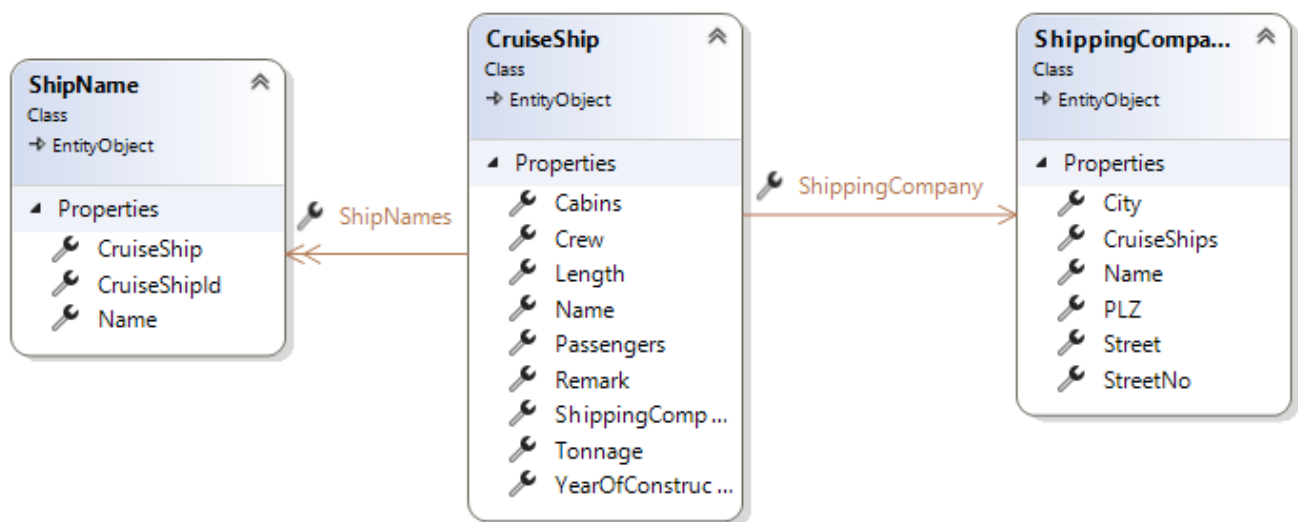 ShipName
Class
EntityObject
Properties
CruiseShip
CruiseShipId
Name
ShipNames
CruiseShip
Class
EntityObject
Properties
Cabins
Crew
Length
Name
Passengers
Remark
ShippingComp ...
Tonnage
YearOfConstruc ...
ShippingCompany
ShippingCompa...
Class
EntityObject
Properties
City
CruiseShips
Name
PLZ
Street
StreetNo